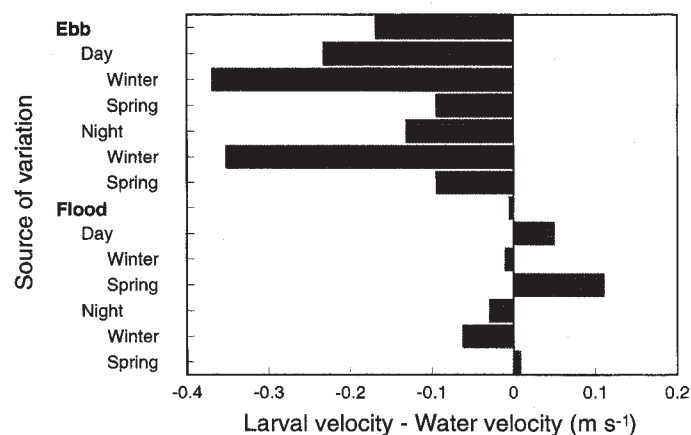 Source of variation
Ebb
Day
Winter
Spring
Night
Winter
Spring
Flood
Day
Winter
Spring
Night
Winter
Spring
-0.4 -0.3 -0.2 -0.1 0 0.1 0.2
Larval velocity - Water velocity (m s-1)